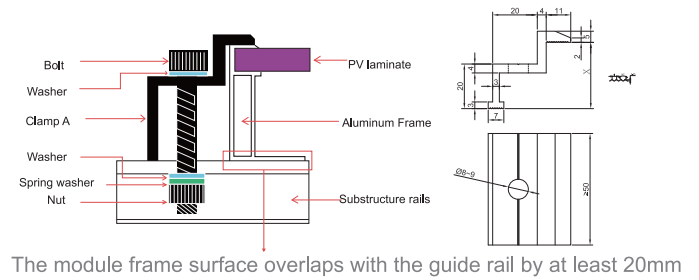 Bolt
Washer
Clamp A
Washer
Spring washer
Nut
PV laminate
Aluminum Frame
Substructure rails
20 4 11
5
2
4
20
3
3
7
X
Ø8~9
≥50
The module frame surface overlaps with the guide rail by at least 20mm